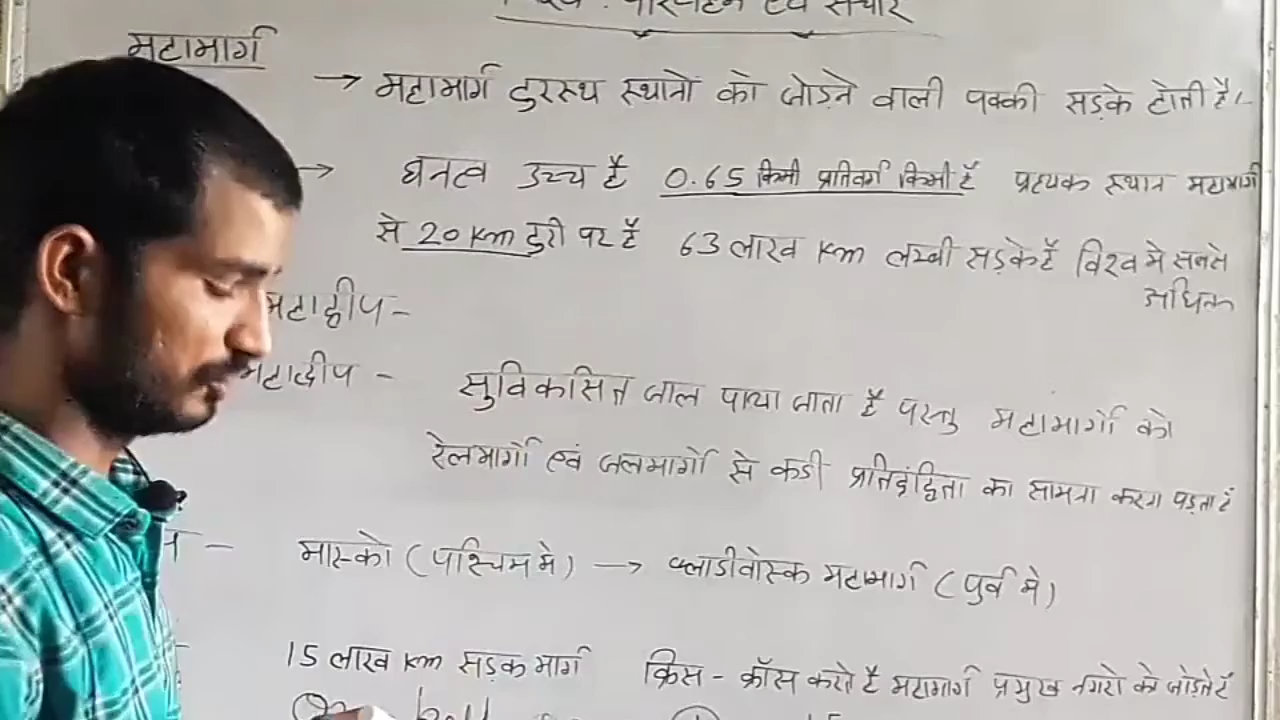 परिवहन एवं संचार
महामार्ग
→ महामार्ग दुरस्थ स्थानो को जोड़ने वाली पक्की सड़के होती है।
→ घनत्व उच्च है 0.65 किमी प्रतिवर्ग किमी है प्रत्यक स्थान महामार्ग
से 20 km दुरी पर है 63 लाख km लम्बी सड़के है विश्व मे सबसे
अधिक
महाद्वीप -
महाद्वीप - सुविकसित जाल पाया जाता है परन्तु महामार्गो को
रेलमार्गो एवं जलमार्गो से कडी प्रतिद्वंद्विता का सामना करना पड़ता है
- मास्को (पश्चिम मे) → व्लाडीवोस्क महामार्ग (पुर्व मे)
15 लाख km सड़क मार्ग क्रिस - क्रॉस करते है महामार्ग प्रमुख नगरो को जोड़ते है